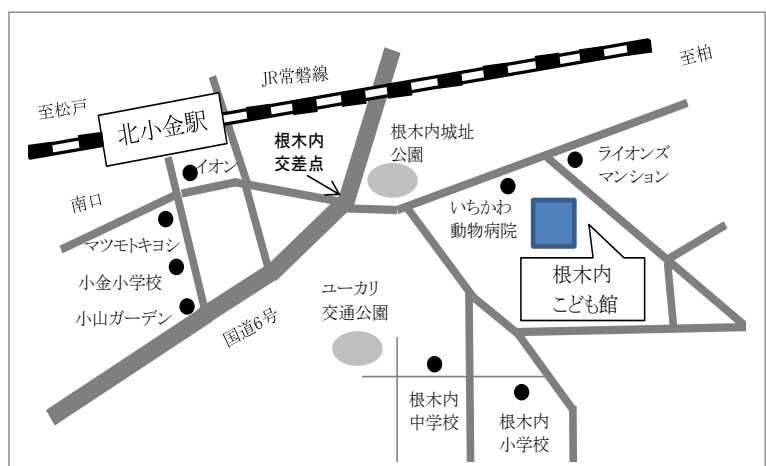 JR常磐線
至柏
至松戸
北小金駅
根木内
交差点
根木内城址
公園
ライオンズ
マンション
イオン
南口
いちかわ
動物病院
マツモトキヨシ
小金小学校
小山ガーデン
国道6号
ユーカリ
交通公園
根木内
こども館
根木内
中学校
根木内
小学校